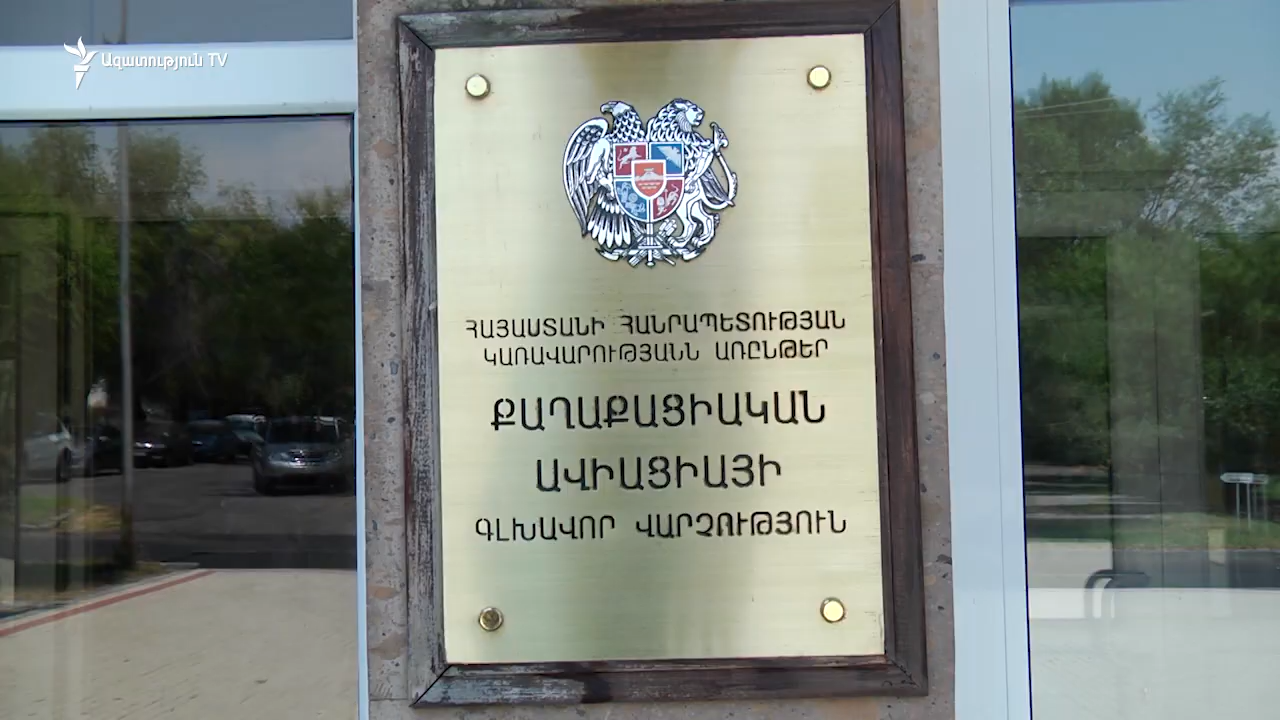 Ազատություն TV
ՀԱՅԱՍՏԱՆԻ ՀԱՆՐԱՊԵՏՈՒԹՅԱՆ
ԿԱՌԱՎԱՐՈՒԹՅԱՆՆ ԱՌԸՆԹԵՐ
ՔԱՂԱՔԱՑԻԱԿԱՆ
ԱՎԻԱՑԻԱՅԻ
ԳԼԽԱՎՈՐ ՎԱՐՉՈՒԹՅՈՒՆ